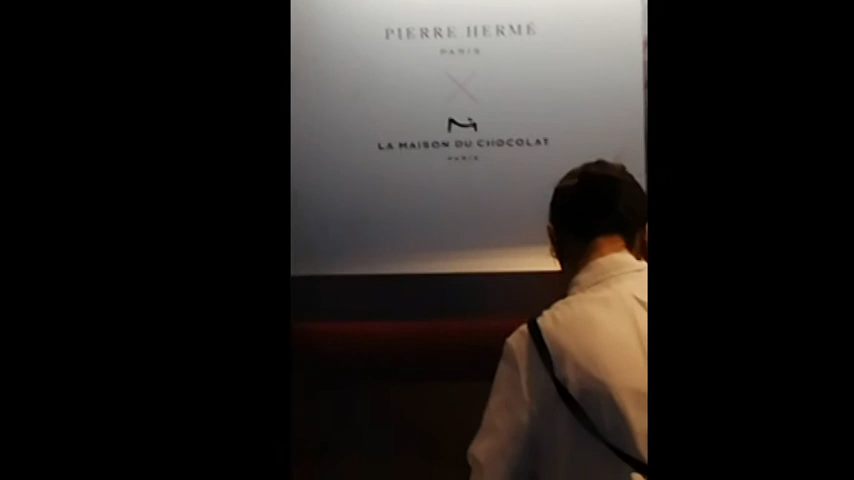 PIERRE HERMÉ
PARIS
LA MAISON DU CHOCOLAT
PARIS